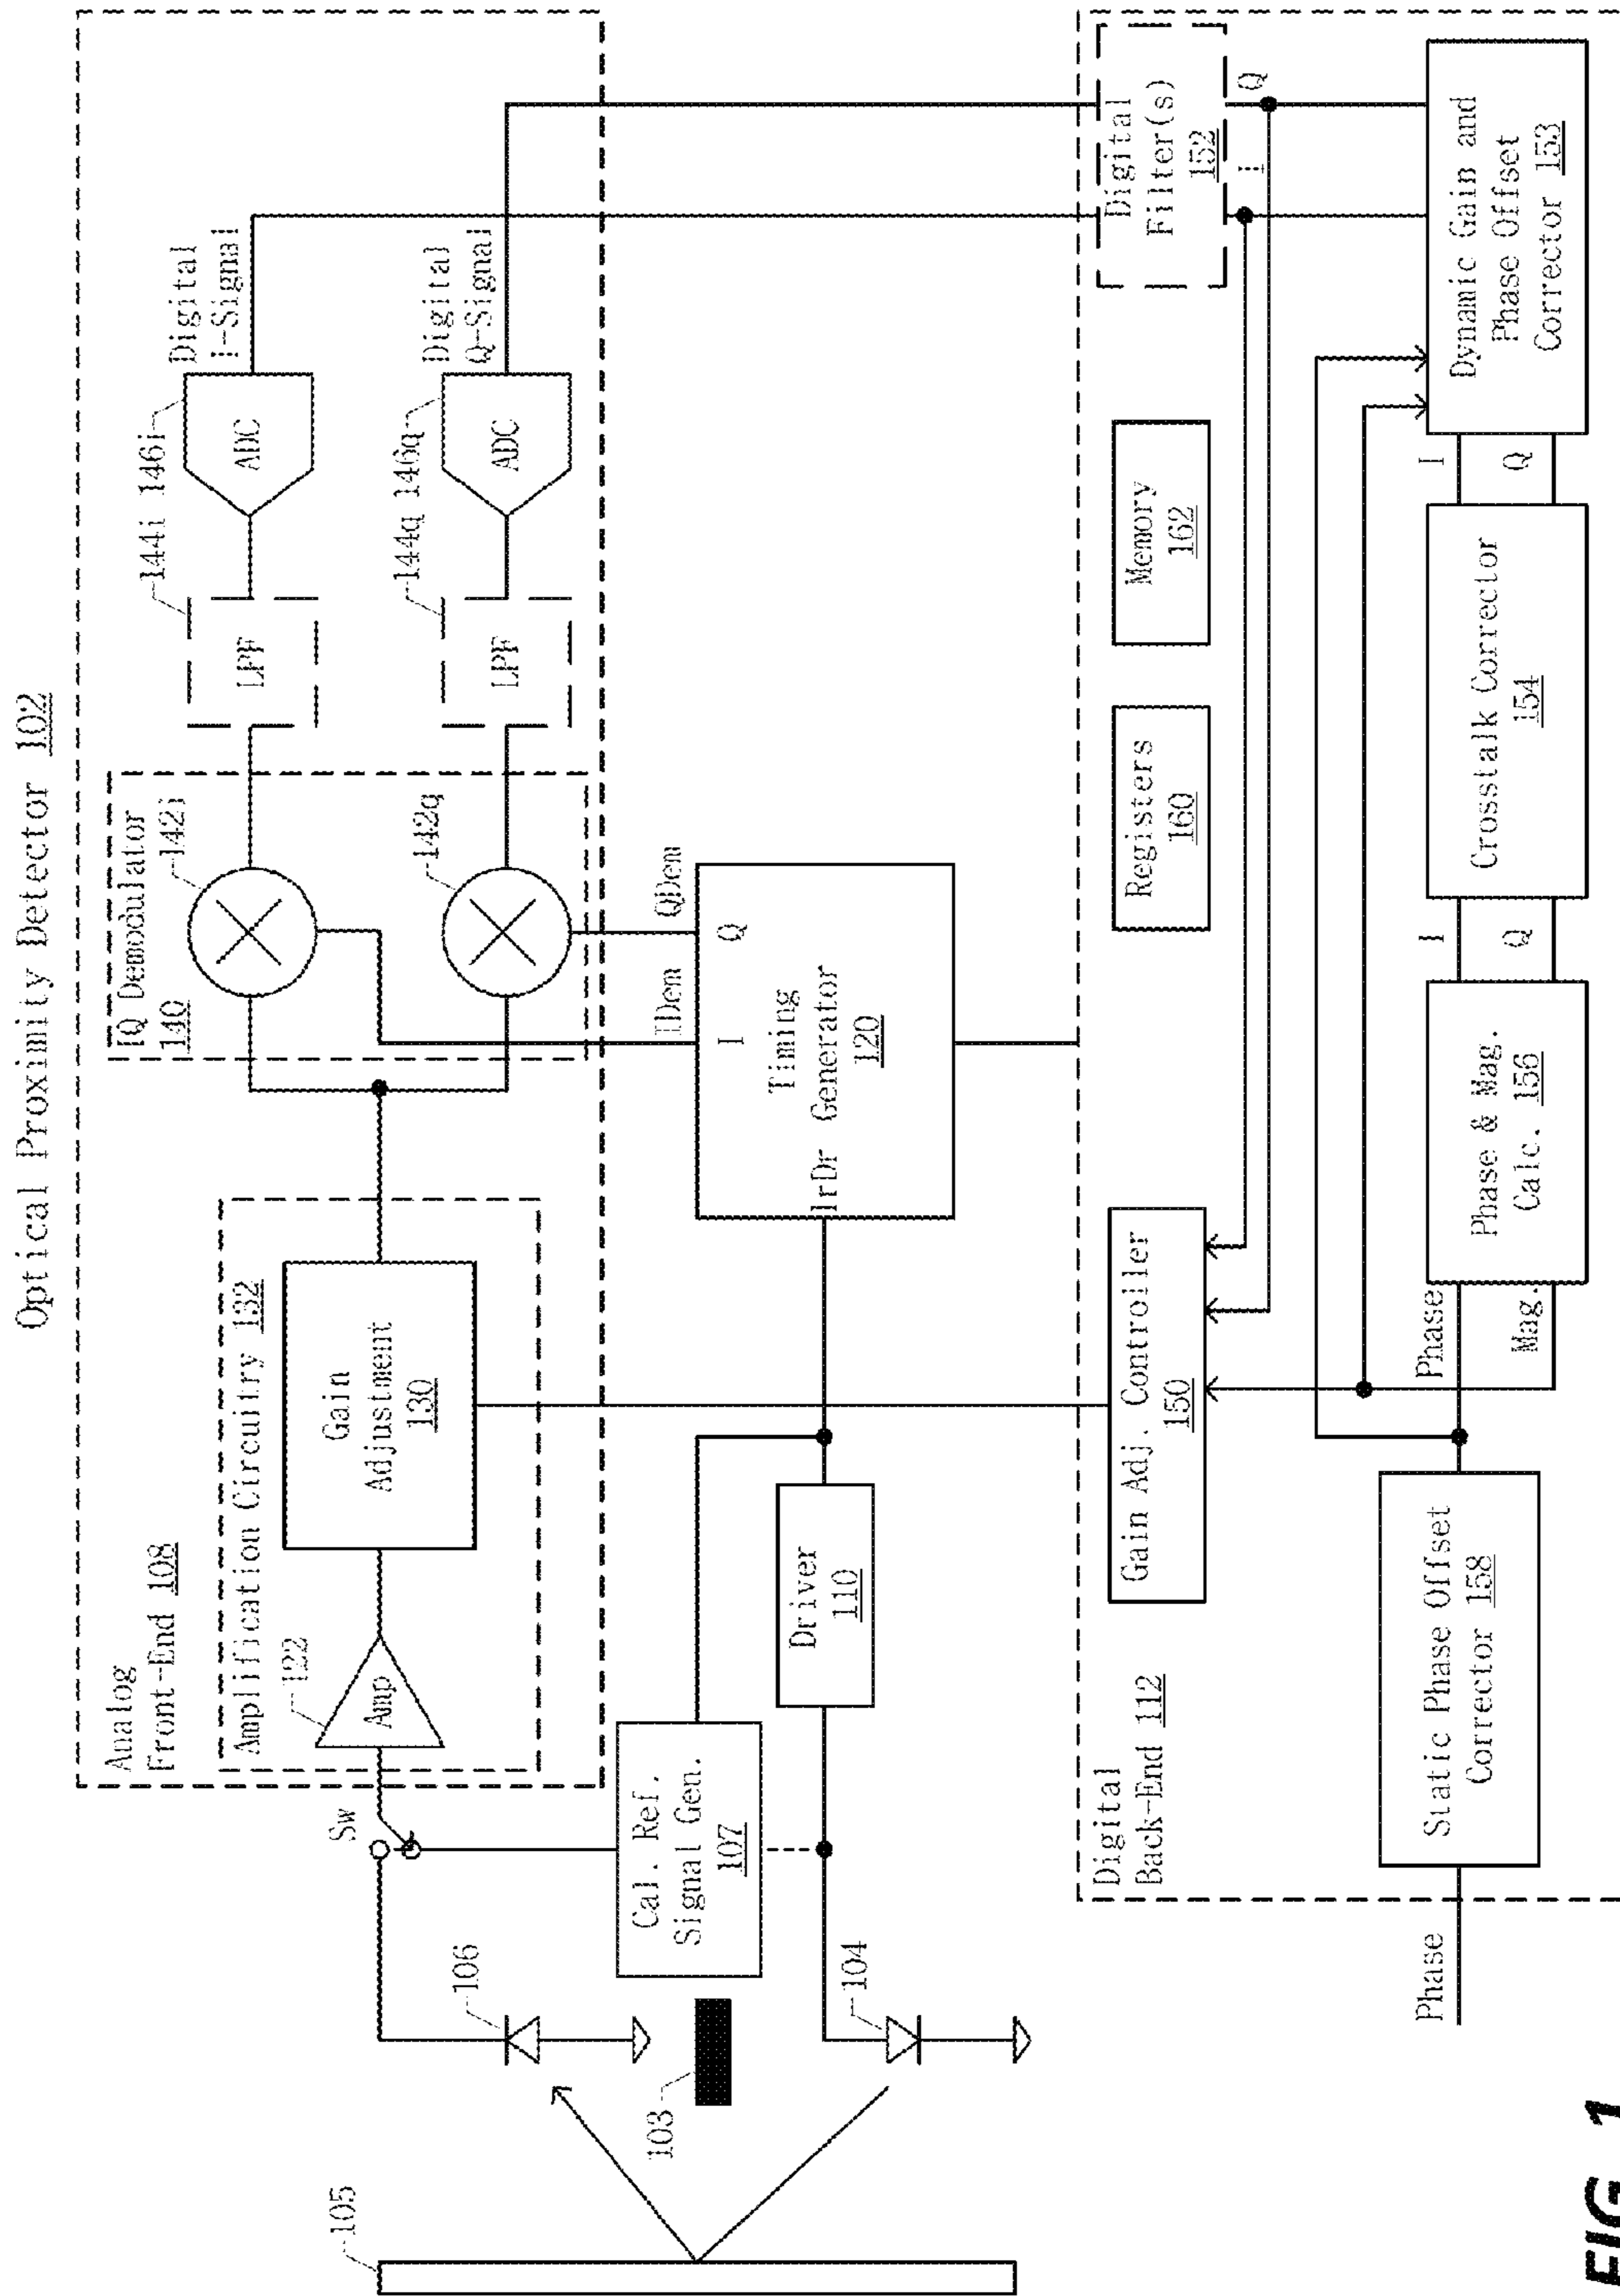 Optical Proximity Detector 102
Analog
Front-End 108
Amplification Circuitry 132
122
Amp
Gain
Adjustment
130
IQ Demodulator
140
142i
142q
144i
LPF
144q
LPF
146i
ADC
146q
ADC
Digital
I-Signal
Digital
Q-Signal
Sw
105
106
103
104
Cal. Ref.
Signal Gen.
107
Driver
110
IDem
QDem
I
Q
IrDr
Timing
Generator
120
Digital
Back-End 112
Gain Adj. Controller
150
Registers
160
Memory
162
Digital
Filter(s)
152
I
Q
Phase
Static Phase Offset
Corrector 158
Phase
Mag.
Phase & Mag.
Calc. 156
I
Q
Crosstalk Corrector
154
I
Q
Dynamic Gain and
Phase Offset
Corrector 153
FIG. 1